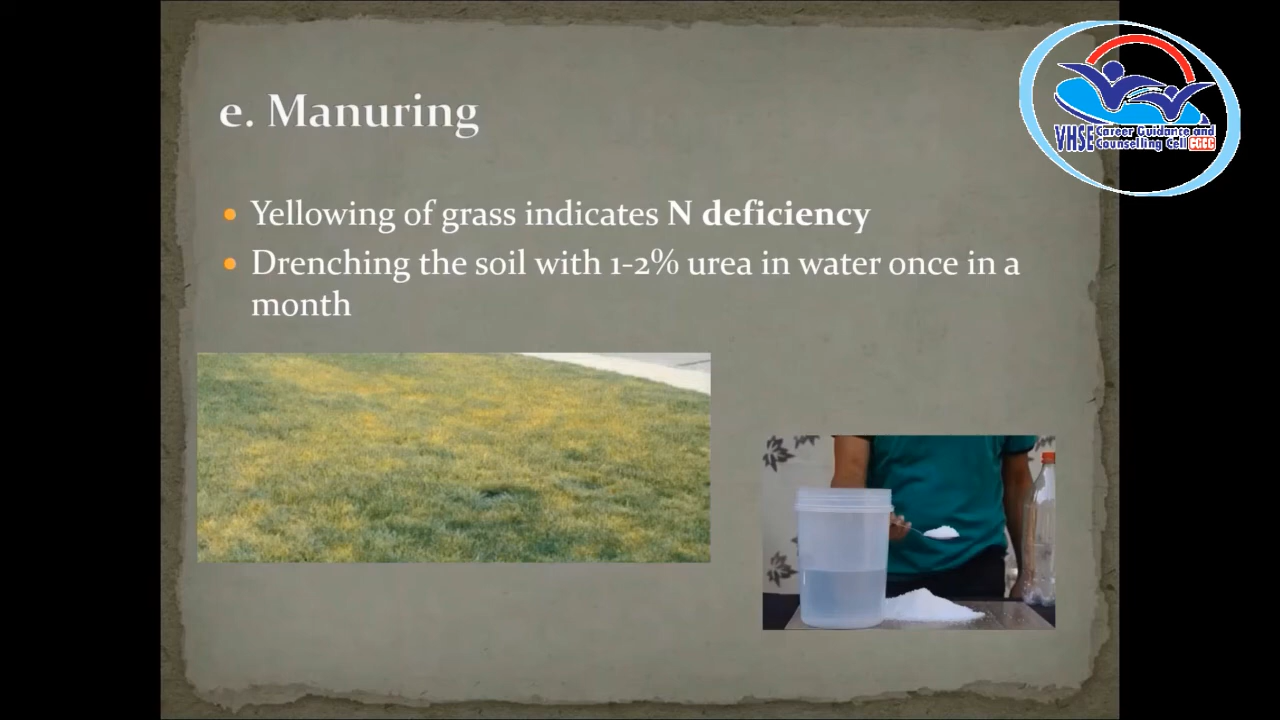 e. Manuring
Yellowing of grass indicates N deficiency
Drenching the soil with 1-2% urea in water once in a
month
VHSE Career Guidance and
Counselling Cell CGCC